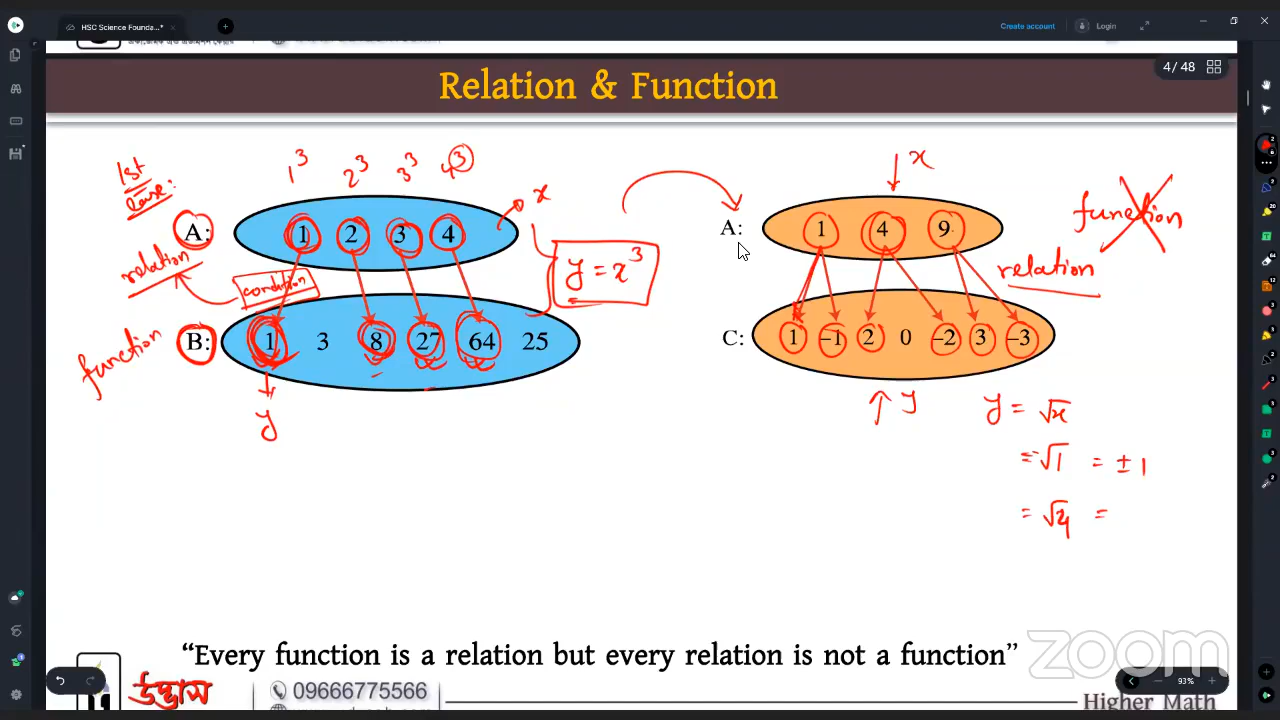 HSC Science Founda...*
Create account
Login
4 / 48
Relation & Function
1st
case:
1³ 2³ 3³ 4³
x
A: 1 2 3 4
relation
condition
y = x³
function
B: 1 3 8 27 64 25
y
x
A: 1 4 9
function
relation
C: 1 –1 2 0 –2 3 –3
y
y = √x
= √1 = ± 1
= √4 =
“Every function is a relation but every relation is not a function”
zoom
93%
উদ্ভাস
09666775566
Higher Math